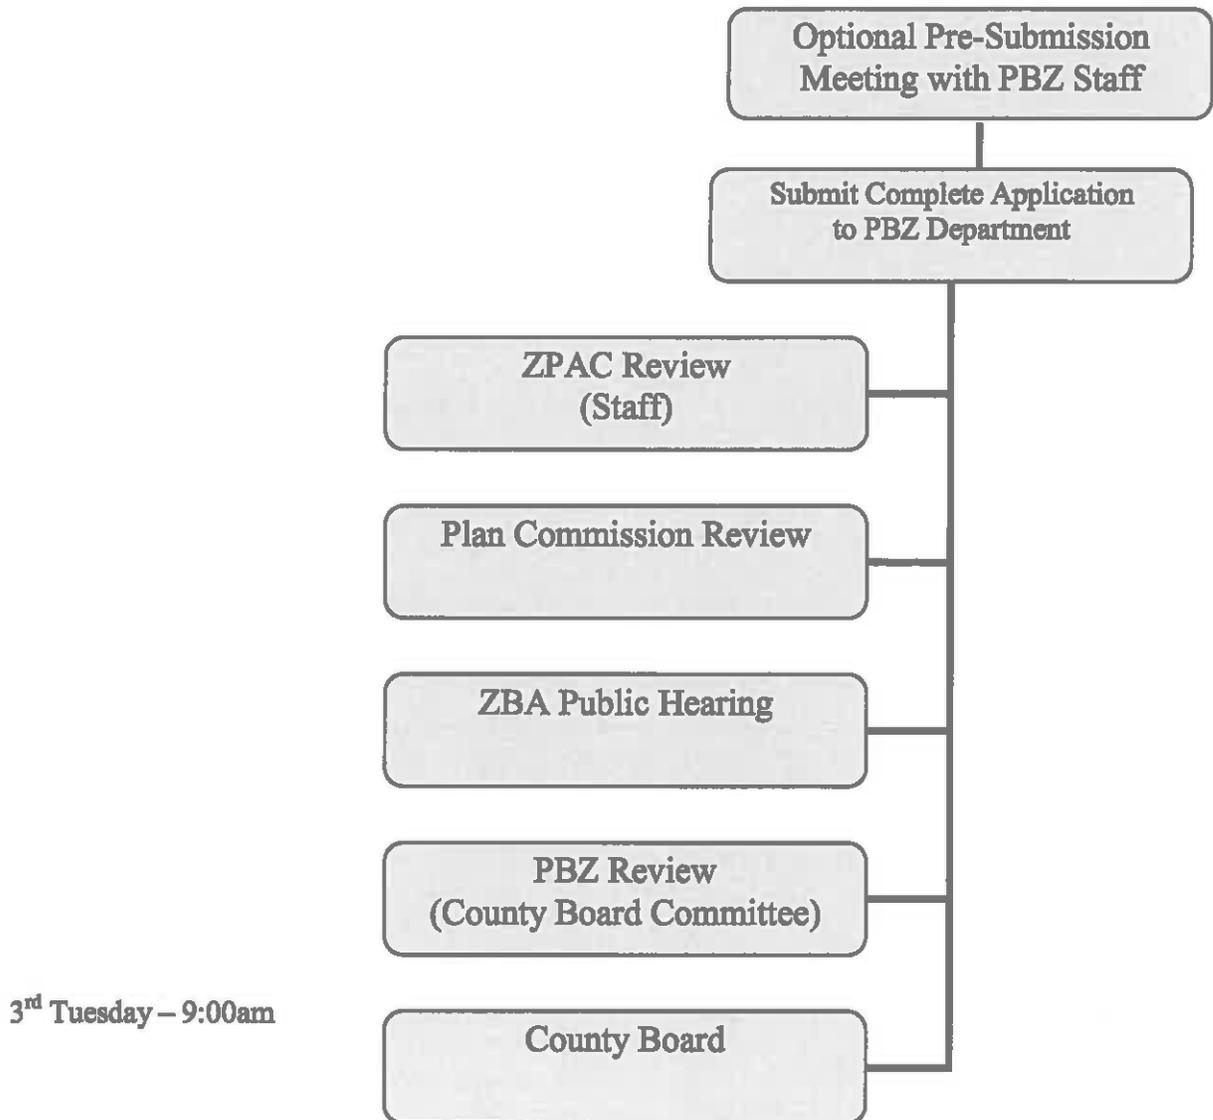 Optional Pre-Submission
Meeting with PBZ Staff
Submit Complete Application
to PBZ Department
ZPAC Review
(Staff)
Plan Commission Review
ZBA Public Hearing
PBZ Review
(County Board Committee)
3rd Tuesday – 9:00am
County Board